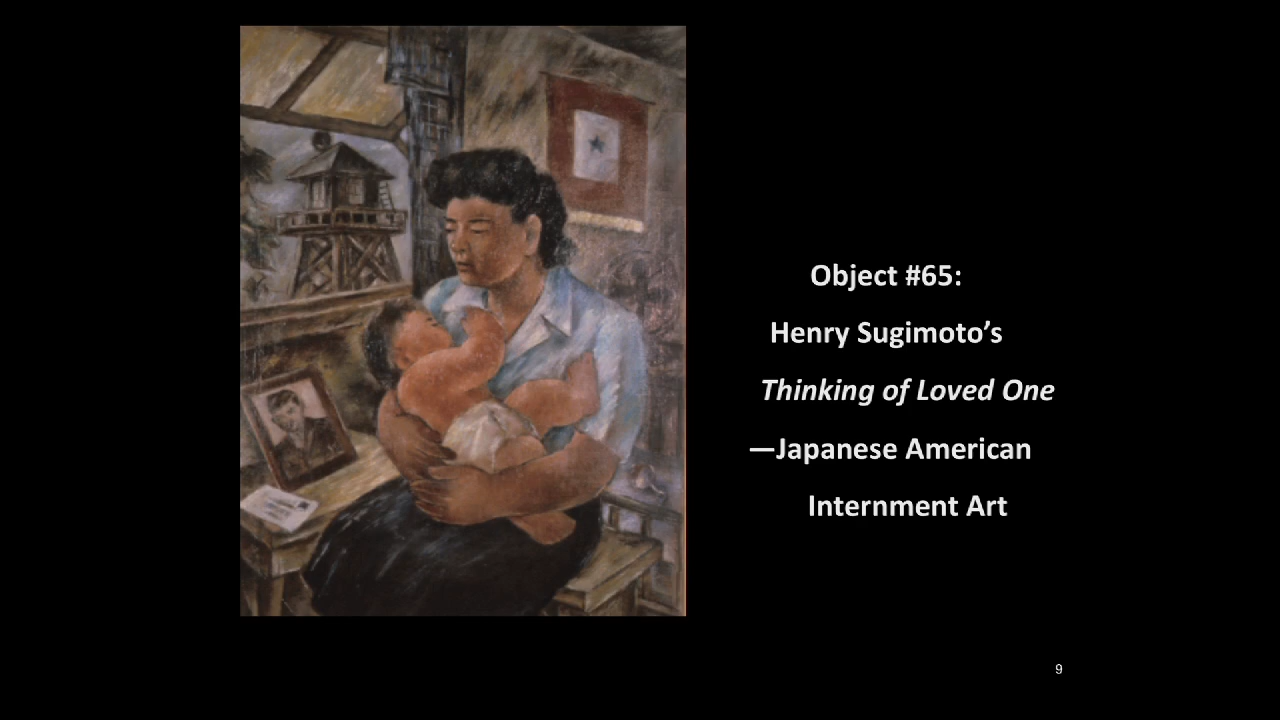 Object #65:
Henry Sugimoto’s
Thinking of Loved One
—Japanese American
Internment Art
9